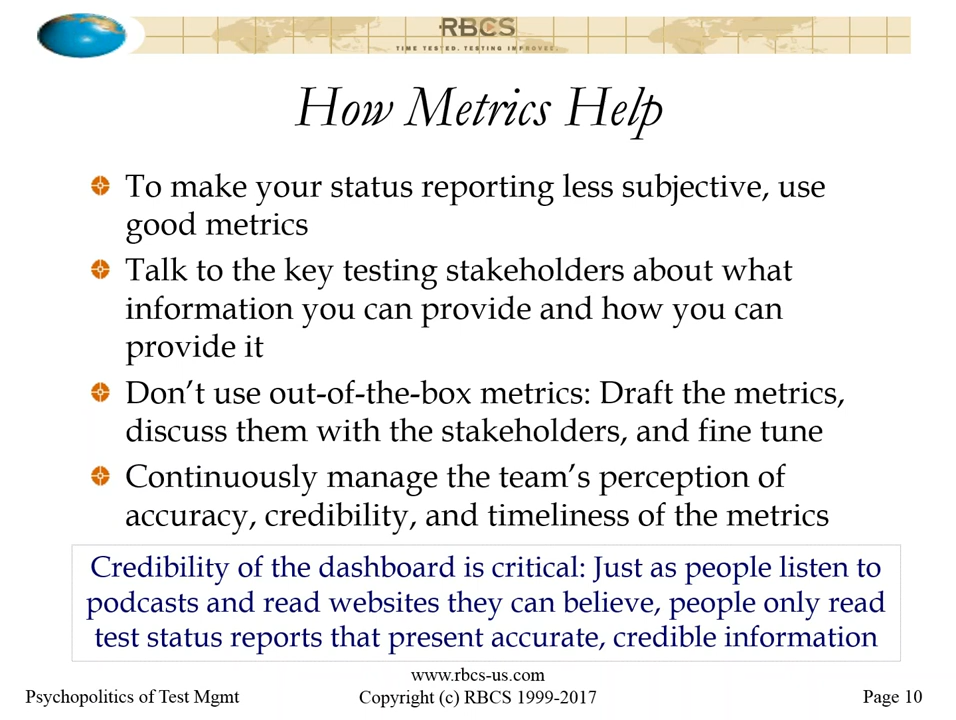 RBCS
TIME TESTED. TESTING IMPROVED.
How Metrics Help
To make your status reporting less subjective, use
good metrics
Talk to the key testing stakeholders about what
information you can provide and how you can
provide it
Don’t use out-of-the-box metrics: Draft the metrics,
discuss them with the stakeholders, and fine tune
Continuously manage the team’s perception of
accuracy, credibility, and timeliness of the metrics
Credibility of the dashboard is critical: Just as people listen to
podcasts and read websites they can believe, people only read
test status reports that present accurate, credible information
www.rbcs-us.com
Psychopolitics of Test Mgmt Copyright (c) RBCS 1999-2017 Page 10